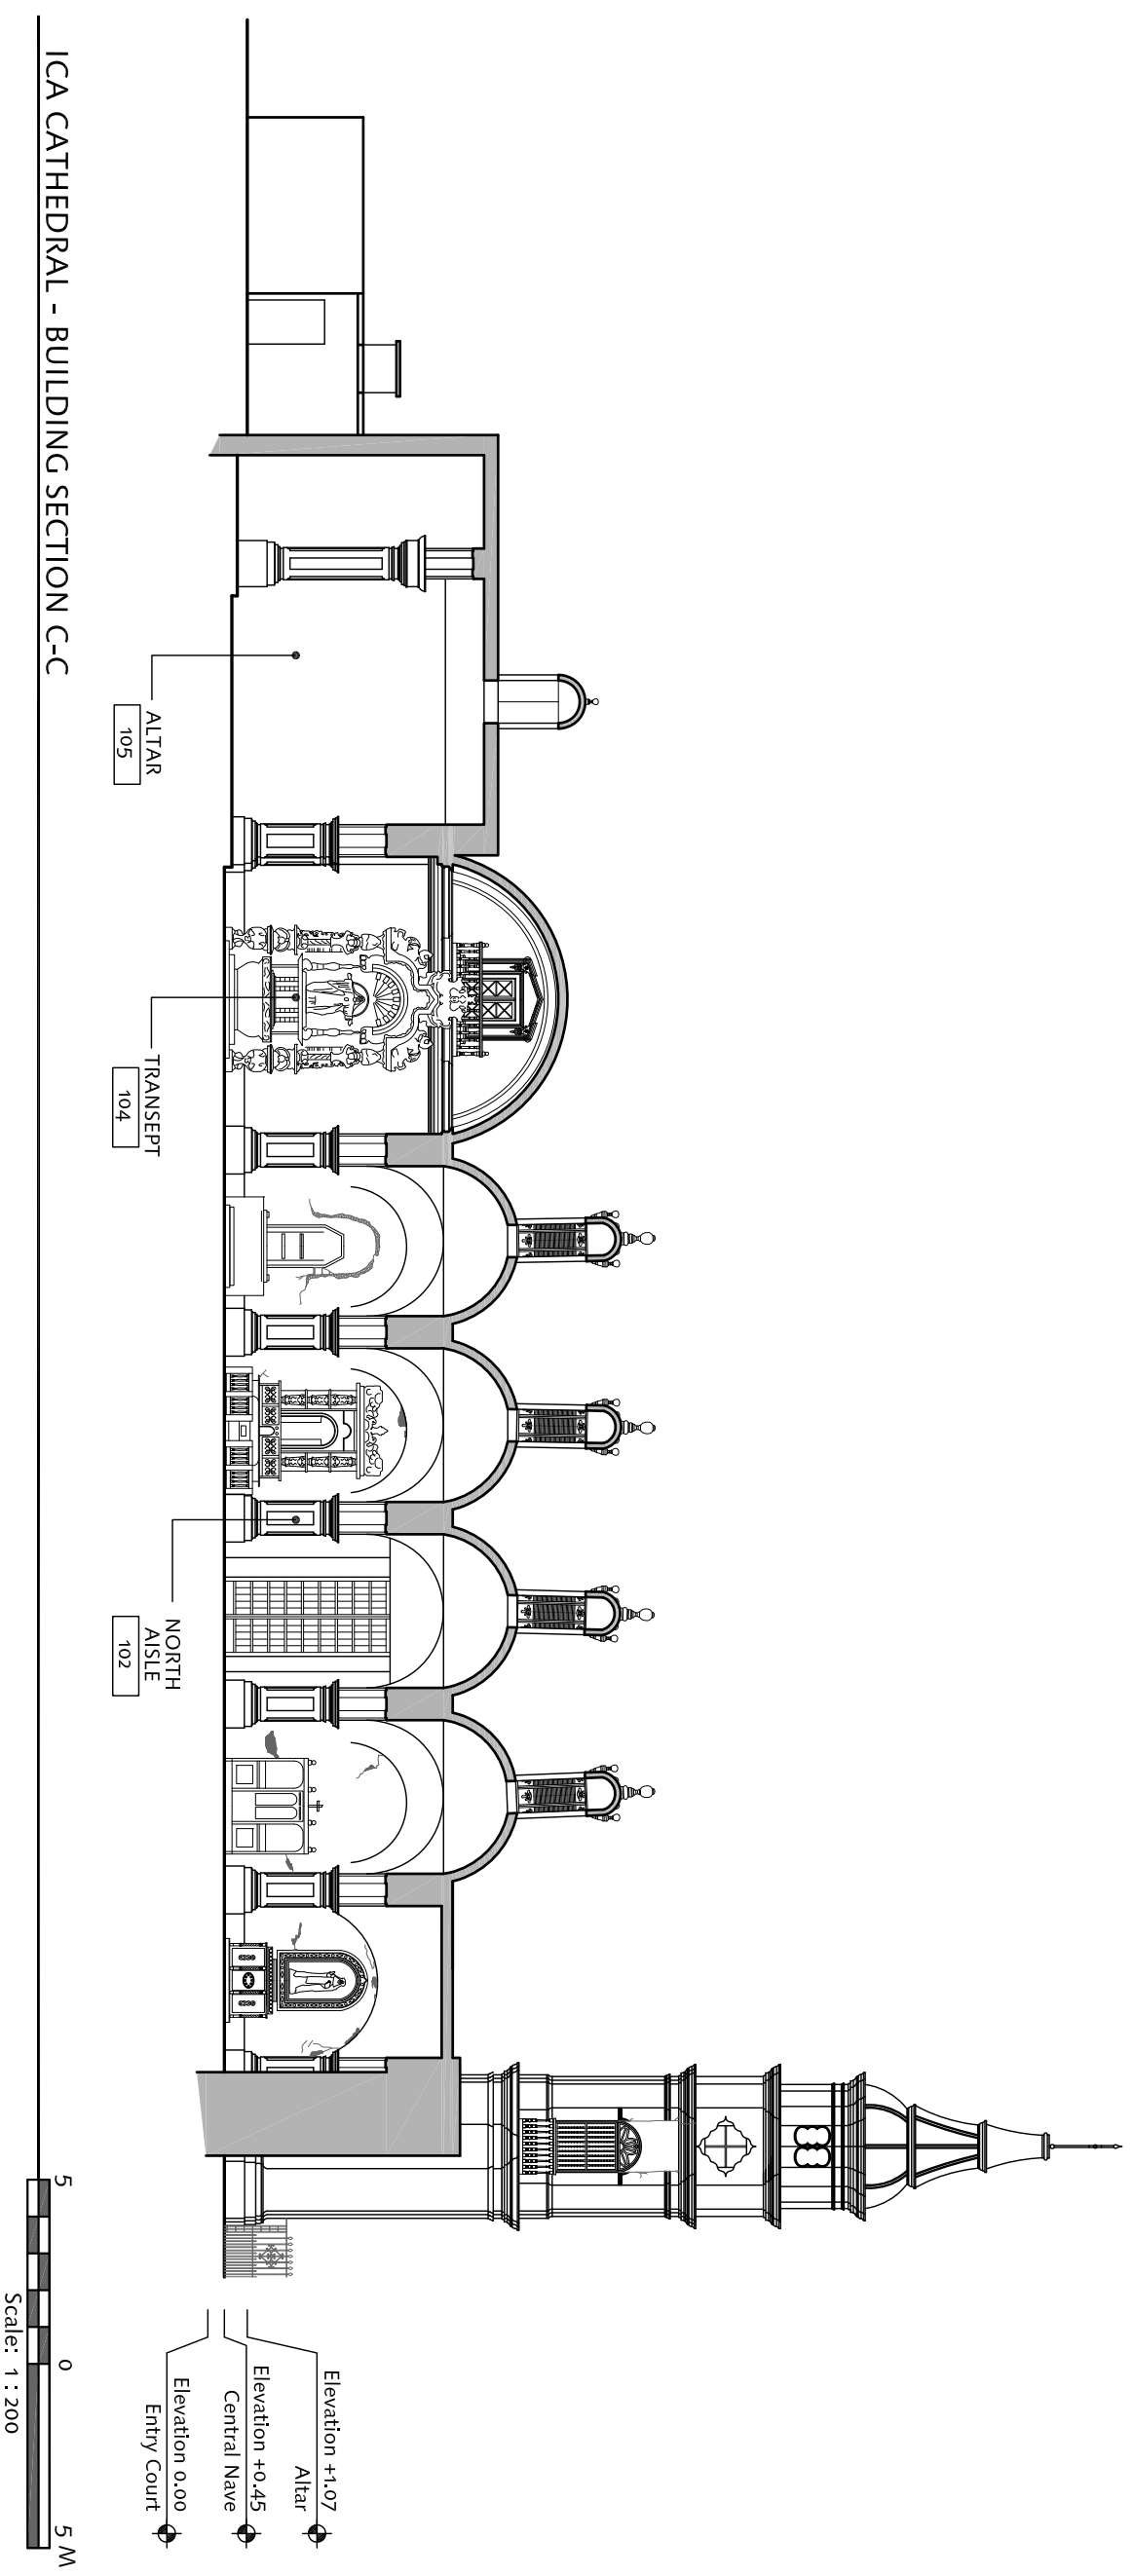 ICA CATHEDRAL - BUILDING SECTION C-C
ALTAR
105
TRANSEPT
104
NORTH
AISLE
102
Elevation +1.07
Altar
Elevation +0.45
Central Nave
Elevation 0.00
Entry Court
5 0 5 M
Scale: 1 : 200